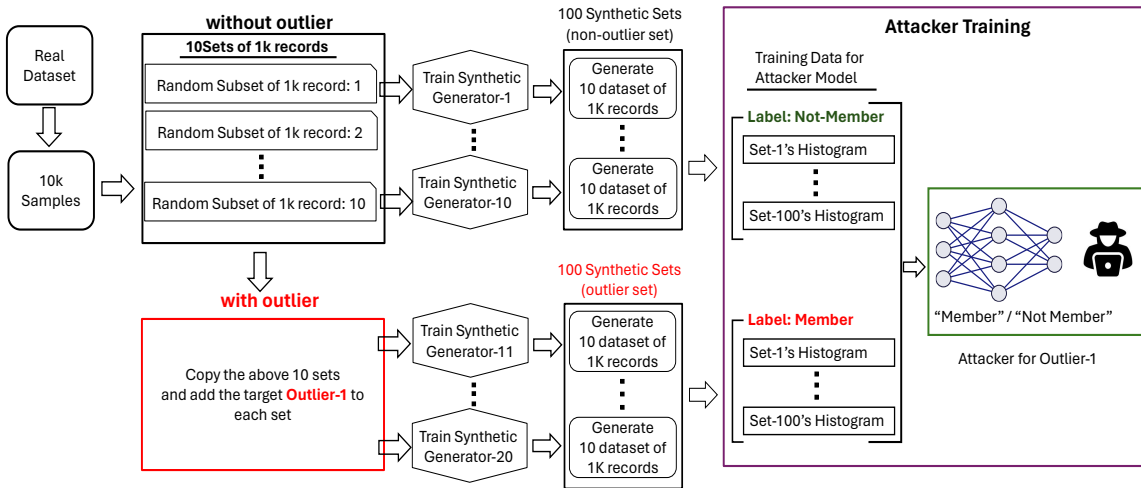 Real
Dataset
10k
Samples
without outlier
10Sets of 1k records
Random Subset of 1k record: 1
Random Subset of 1k record: 2
Random Subset of 1k record: 10
Train Synthetic
Generator-1
Train Synthetic
Generator-10
100 Synthetic Sets
(non-outlier set)
Generate
10 dataset of
1K records
Generate
10 dataset of
1K records
with outlier
Copy the above 10 sets
and add the target Outlier-1 to
each set
Train Synthetic
Generator-11
Train Synthetic
Generator-20
100 Synthetic Sets
(outlier set)
Generate
10 dataset of
1K records
Generate
10 dataset of
1K records
Attacker Training
Training Data for
Attacker Model
Label: Not-Member
Set-1's Histogram
Set-100's Histogram
Label: Member
Set-1's Histogram
Set-100's Histogram
“Member” / “Not Member”
Attacker for Outlier-1